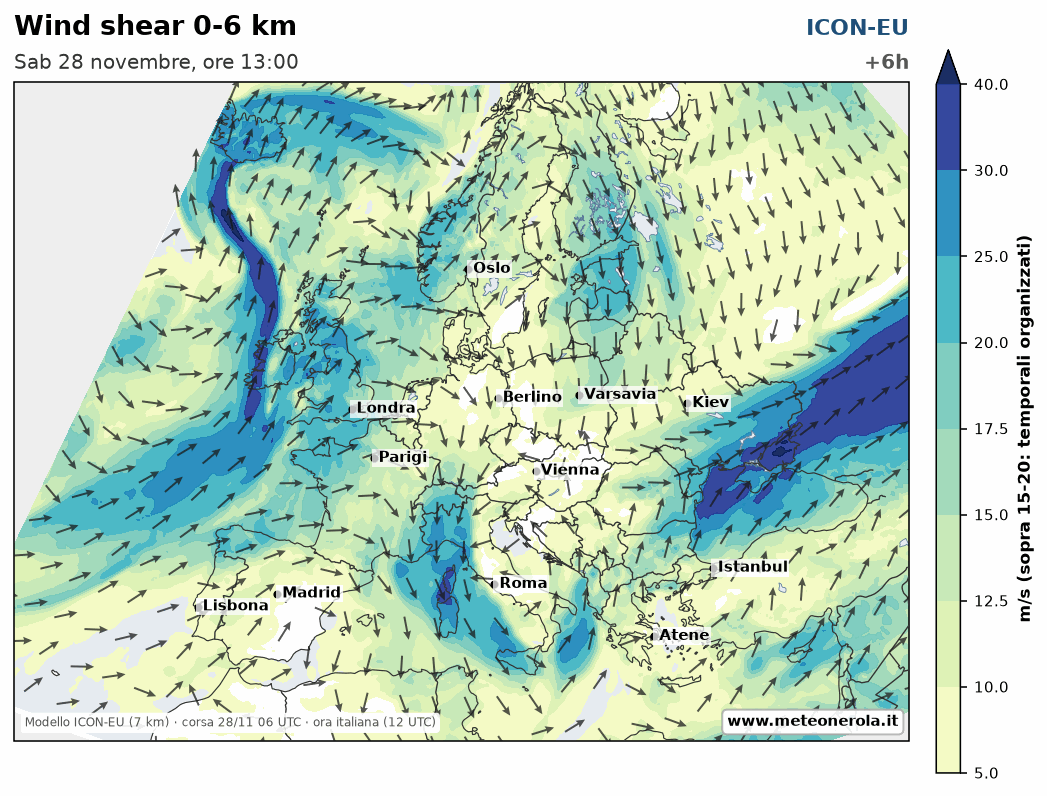 Wind shear 0-6 km
ICON-EU
Sab 28 novembre, ore 13:00
+6h
40.0
30.0
25.0
20.0
17.5
15.0
12.5
10.0
5.0
m/s (sopra 15-20: temporali organizzati)
Oslo
Berlino
Varsavia
Kiev
Londra
Parigi
Vienna
Istanbul
Roma
Madrid
Lisbona
Atene
Modello ICON-EU (7 km) · corsa 28/11 06 UTC · ora italiana (12 UTC)
www.meteonerola.it